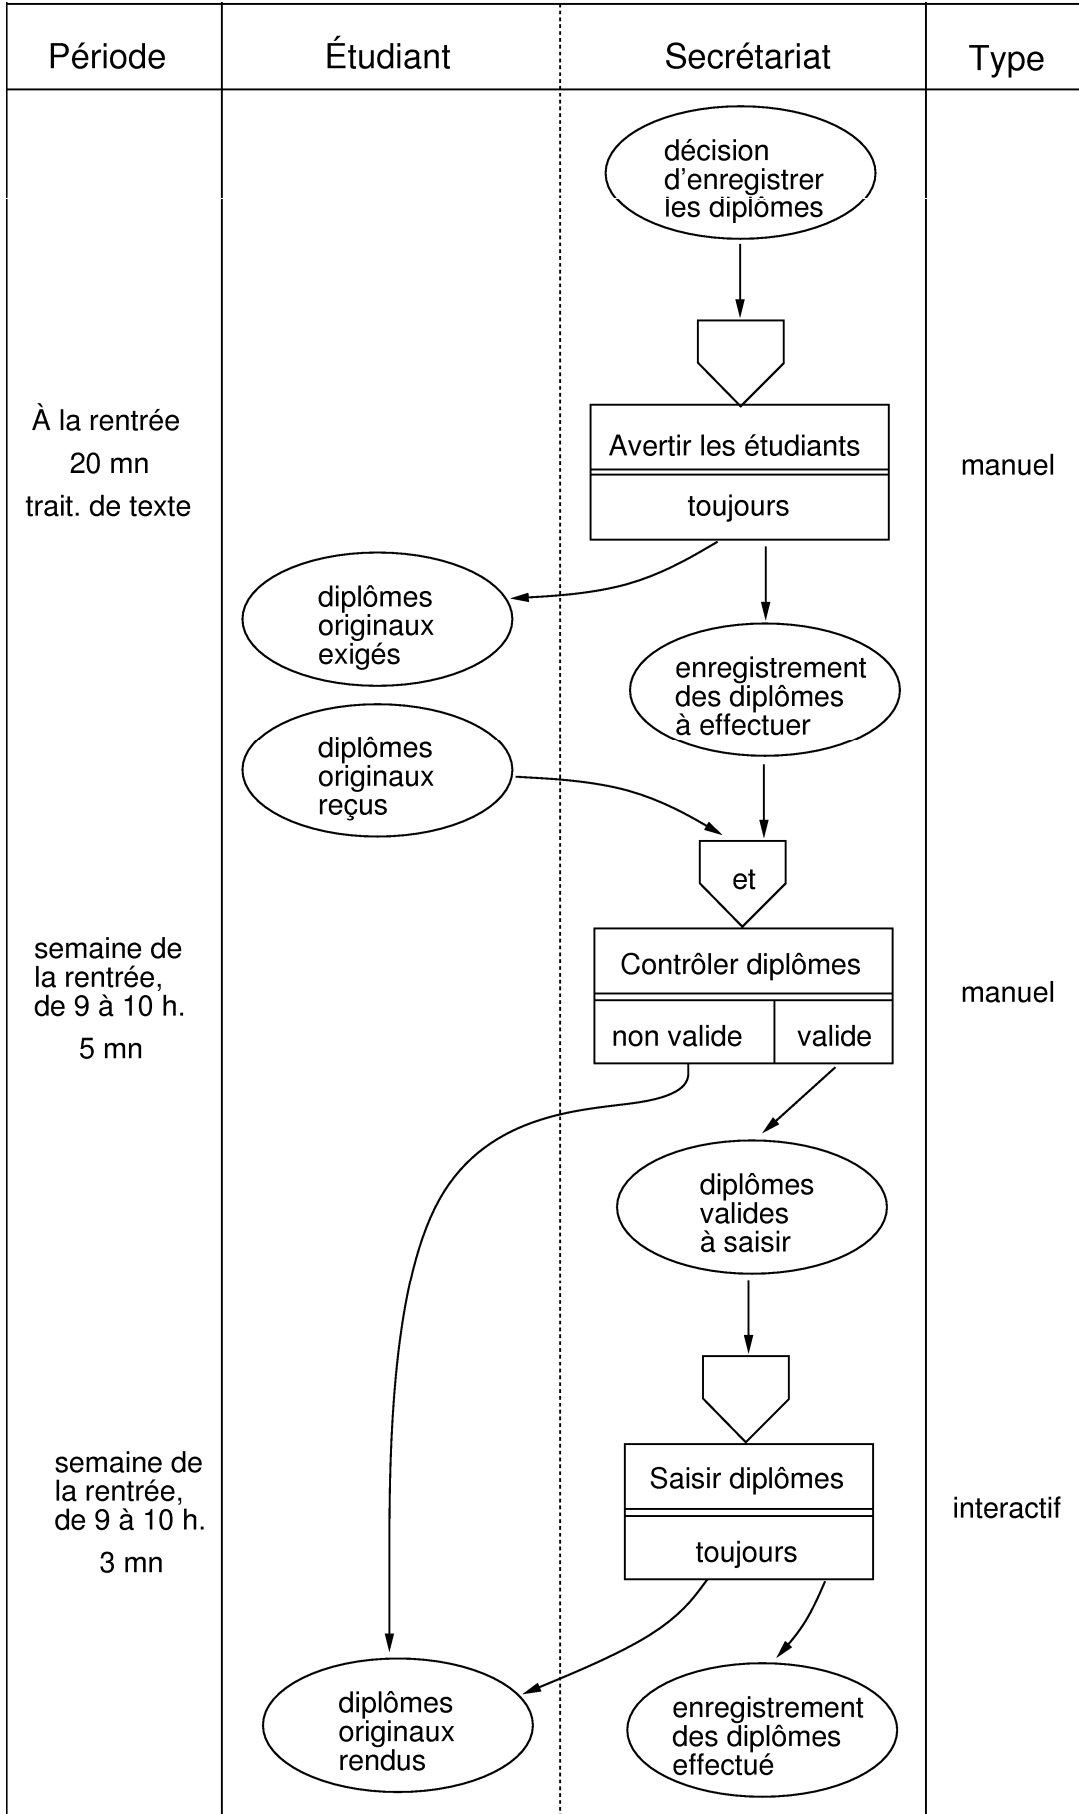 Période
Étudiant
Secrétariat
Type
décision
d'enregistrer
les diplômes
À la rentrée
20 mn
trait. de texte
Avertir les étudiants
toujours
manuel
diplômes
originaux
exigés
enregistrement
des diplômes
à effectuer
diplômes
originaux
reçus
et
semaine de
la rentrée,
de 9 à 10 h.
5 mn
Contrôler diplômes
non valide
valide
manuel
diplômes
valides
à saisir
semaine de
la rentrée,
de 9 à 10 h.
3 mn
Saisir diplômes
toujours
interactif
diplômes
originaux
rendus
enregistrement
des diplômes
effectué